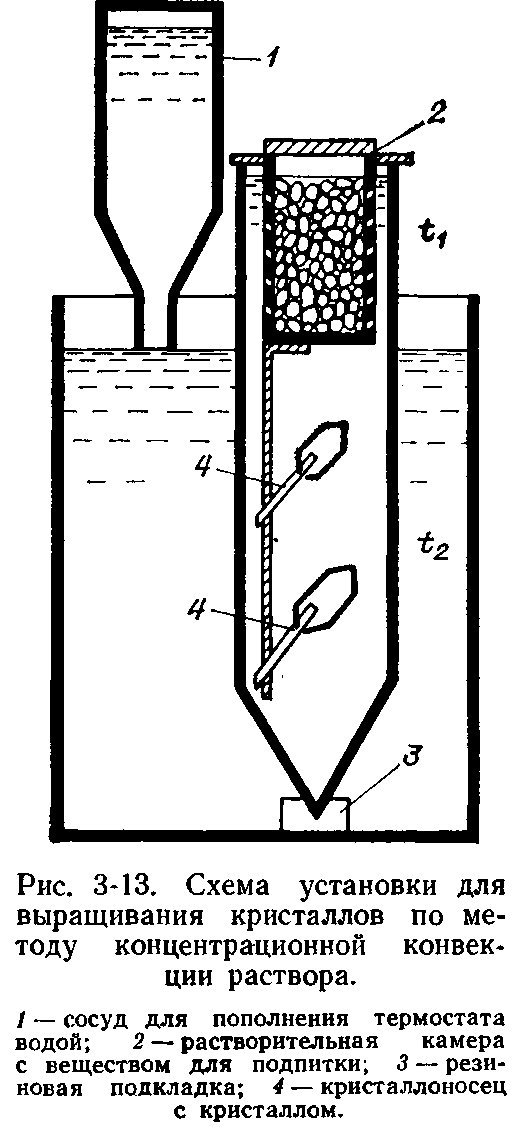 1
2
t₁
4
t₂
4
3
Рис. 3-13. Схема установки для
выращивания кристаллов по ме-
тоду концентрационной конвек-
ции раствора.
1 — сосуд для пополнения термостата
водой; 2 — растворительная камера
с веществом для подпитки; 3 — рези-
новая подкладка; 4 — кристаллоносец
с кристаллом.